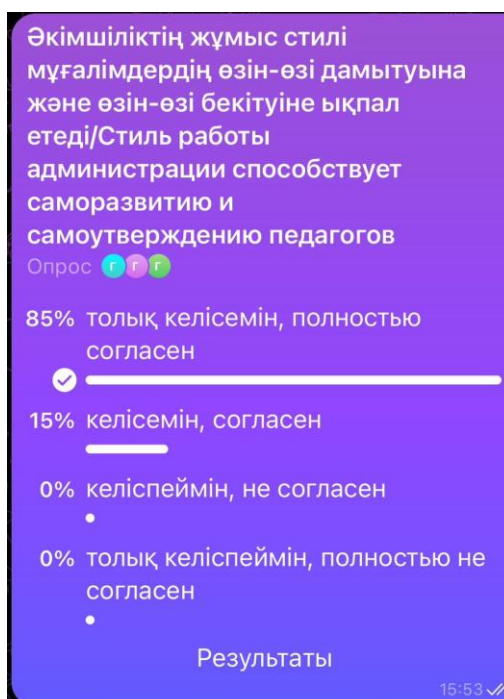 Әкімшіліктің жұмыс стилі
мұғалімдердің өзін-өзі дамытуына
және өзін-өзі бекітуіне ықпал
етеді/Стиль работы
администрации способствует
саморазвитию и
самоутверждению педагогов
Опрос Г Г Г
85% толық келісемін, полностью
согласен
15% келісемін, согласен
0% келіспеймін, не согласен
0% толық келіспеймін, полностью не
согласен
Результаты
15:53